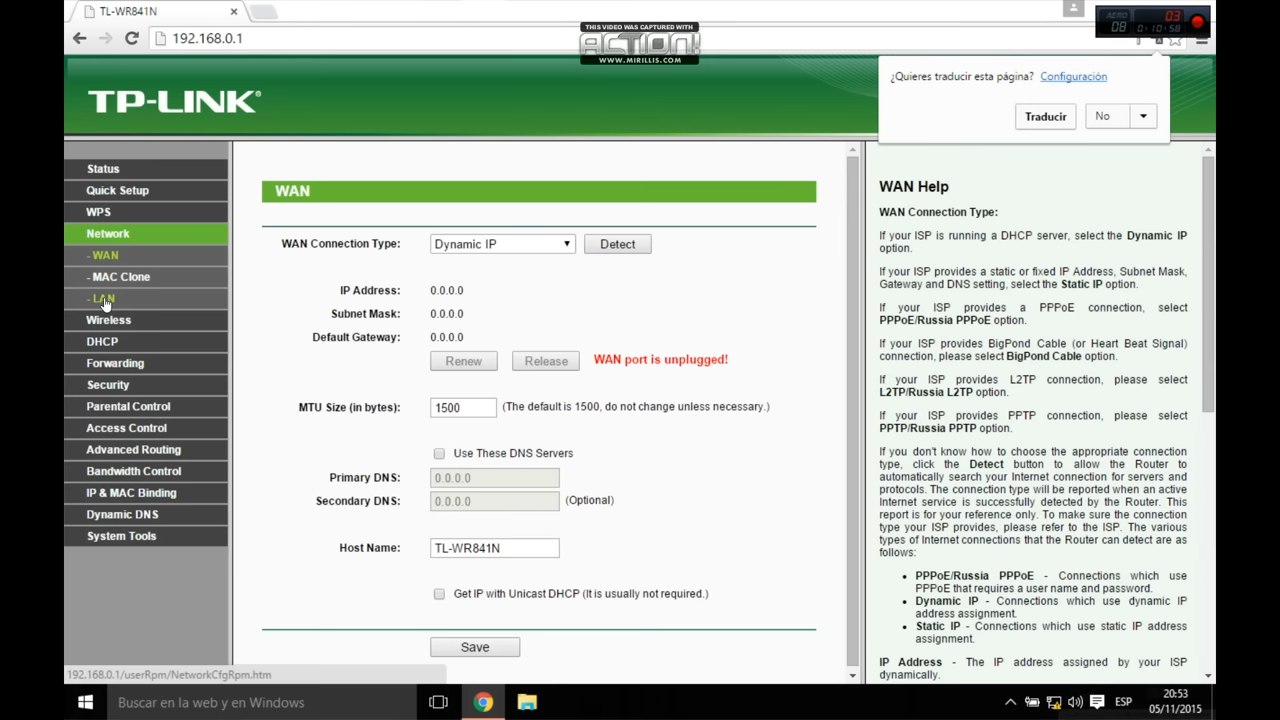 TL-WR841N
THIS VIDEO WAS CAPTURED WITH
ACTION!
WWW.MIRILLIS.COM
AERO
08
03
0:10:58
192.168.0.1
¿Quieres traducir esta página? Configuración
Traducir
No
TP-LINK®
Status
Quick Setup
WPS
Network
- WAN
- MAC Clone
- LAN
Wireless
DHCP
Forwarding
Security
Parental Control
Access Control
Advanced Routing
Bandwidth Control
IP & MAC Binding
Dynamic DNS
System Tools
WAN
WAN Connection Type: Dynamic IP Detect
IP Address: 0.0.0.0
Subnet Mask: 0.0.0.0
Default Gateway: 0.0.0.0
Renew Release WAN port is unplugged!
MTU Size (in bytes): 1500 (The default is 1500, do not change unless necessary.)
Use These DNS Servers
Primary DNS: 0.0.0.0
Secondary DNS: 0.0.0.0 (Optional)
Host Name: TL-WR841N
Get IP with Unicast DHCP (It is usually not required.)
Save
WAN Help
WAN Connection Type:
If your ISP is running a DHCP server, select the Dynamic IP
option.
If your ISP provides a static or fixed IP Address, Subnet Mask,
Gateway and DNS setting, select the Static IP option.
If your ISP provides a PPPoE connection, select
PPPoE/Russia PPPoE option.
If your ISP provides BigPond Cable (or Heart Beat Signal)
connection, please select BigPond Cable option.
If your ISP provides L2TP connection, please select
L2TP/Russia L2TP option.
If your ISP provides PPTP connection, please select
PPTP/Russia PPTP option.
If you don't know how to choose the appropriate connection
type, click the Detect button to allow the Router to
automatically search your Internet connection for servers and
protocols. The connection type will be reported when an active
Internet service is successfully detected by the Router. This
report is for your reference only. To make sure the connection
type your ISP provides, please refer to the ISP. The various
types of Internet connections that the Router can detect are as
follows:
• PPPoE/Russia PPPoE - Connections which use
PPPoE that requires a user name and password.
• Dynamic IP - Connections which use dynamic IP
address assignment.
• Static IP - Connections which use static IP address
assignment.
IP Address - The IP address assigned by your ISP
dynamically.
192.168.0.1/userRpm/NetworkCfgRpm.htm
Buscar en la web y en Windows
ESP
20:53
05/11/2015